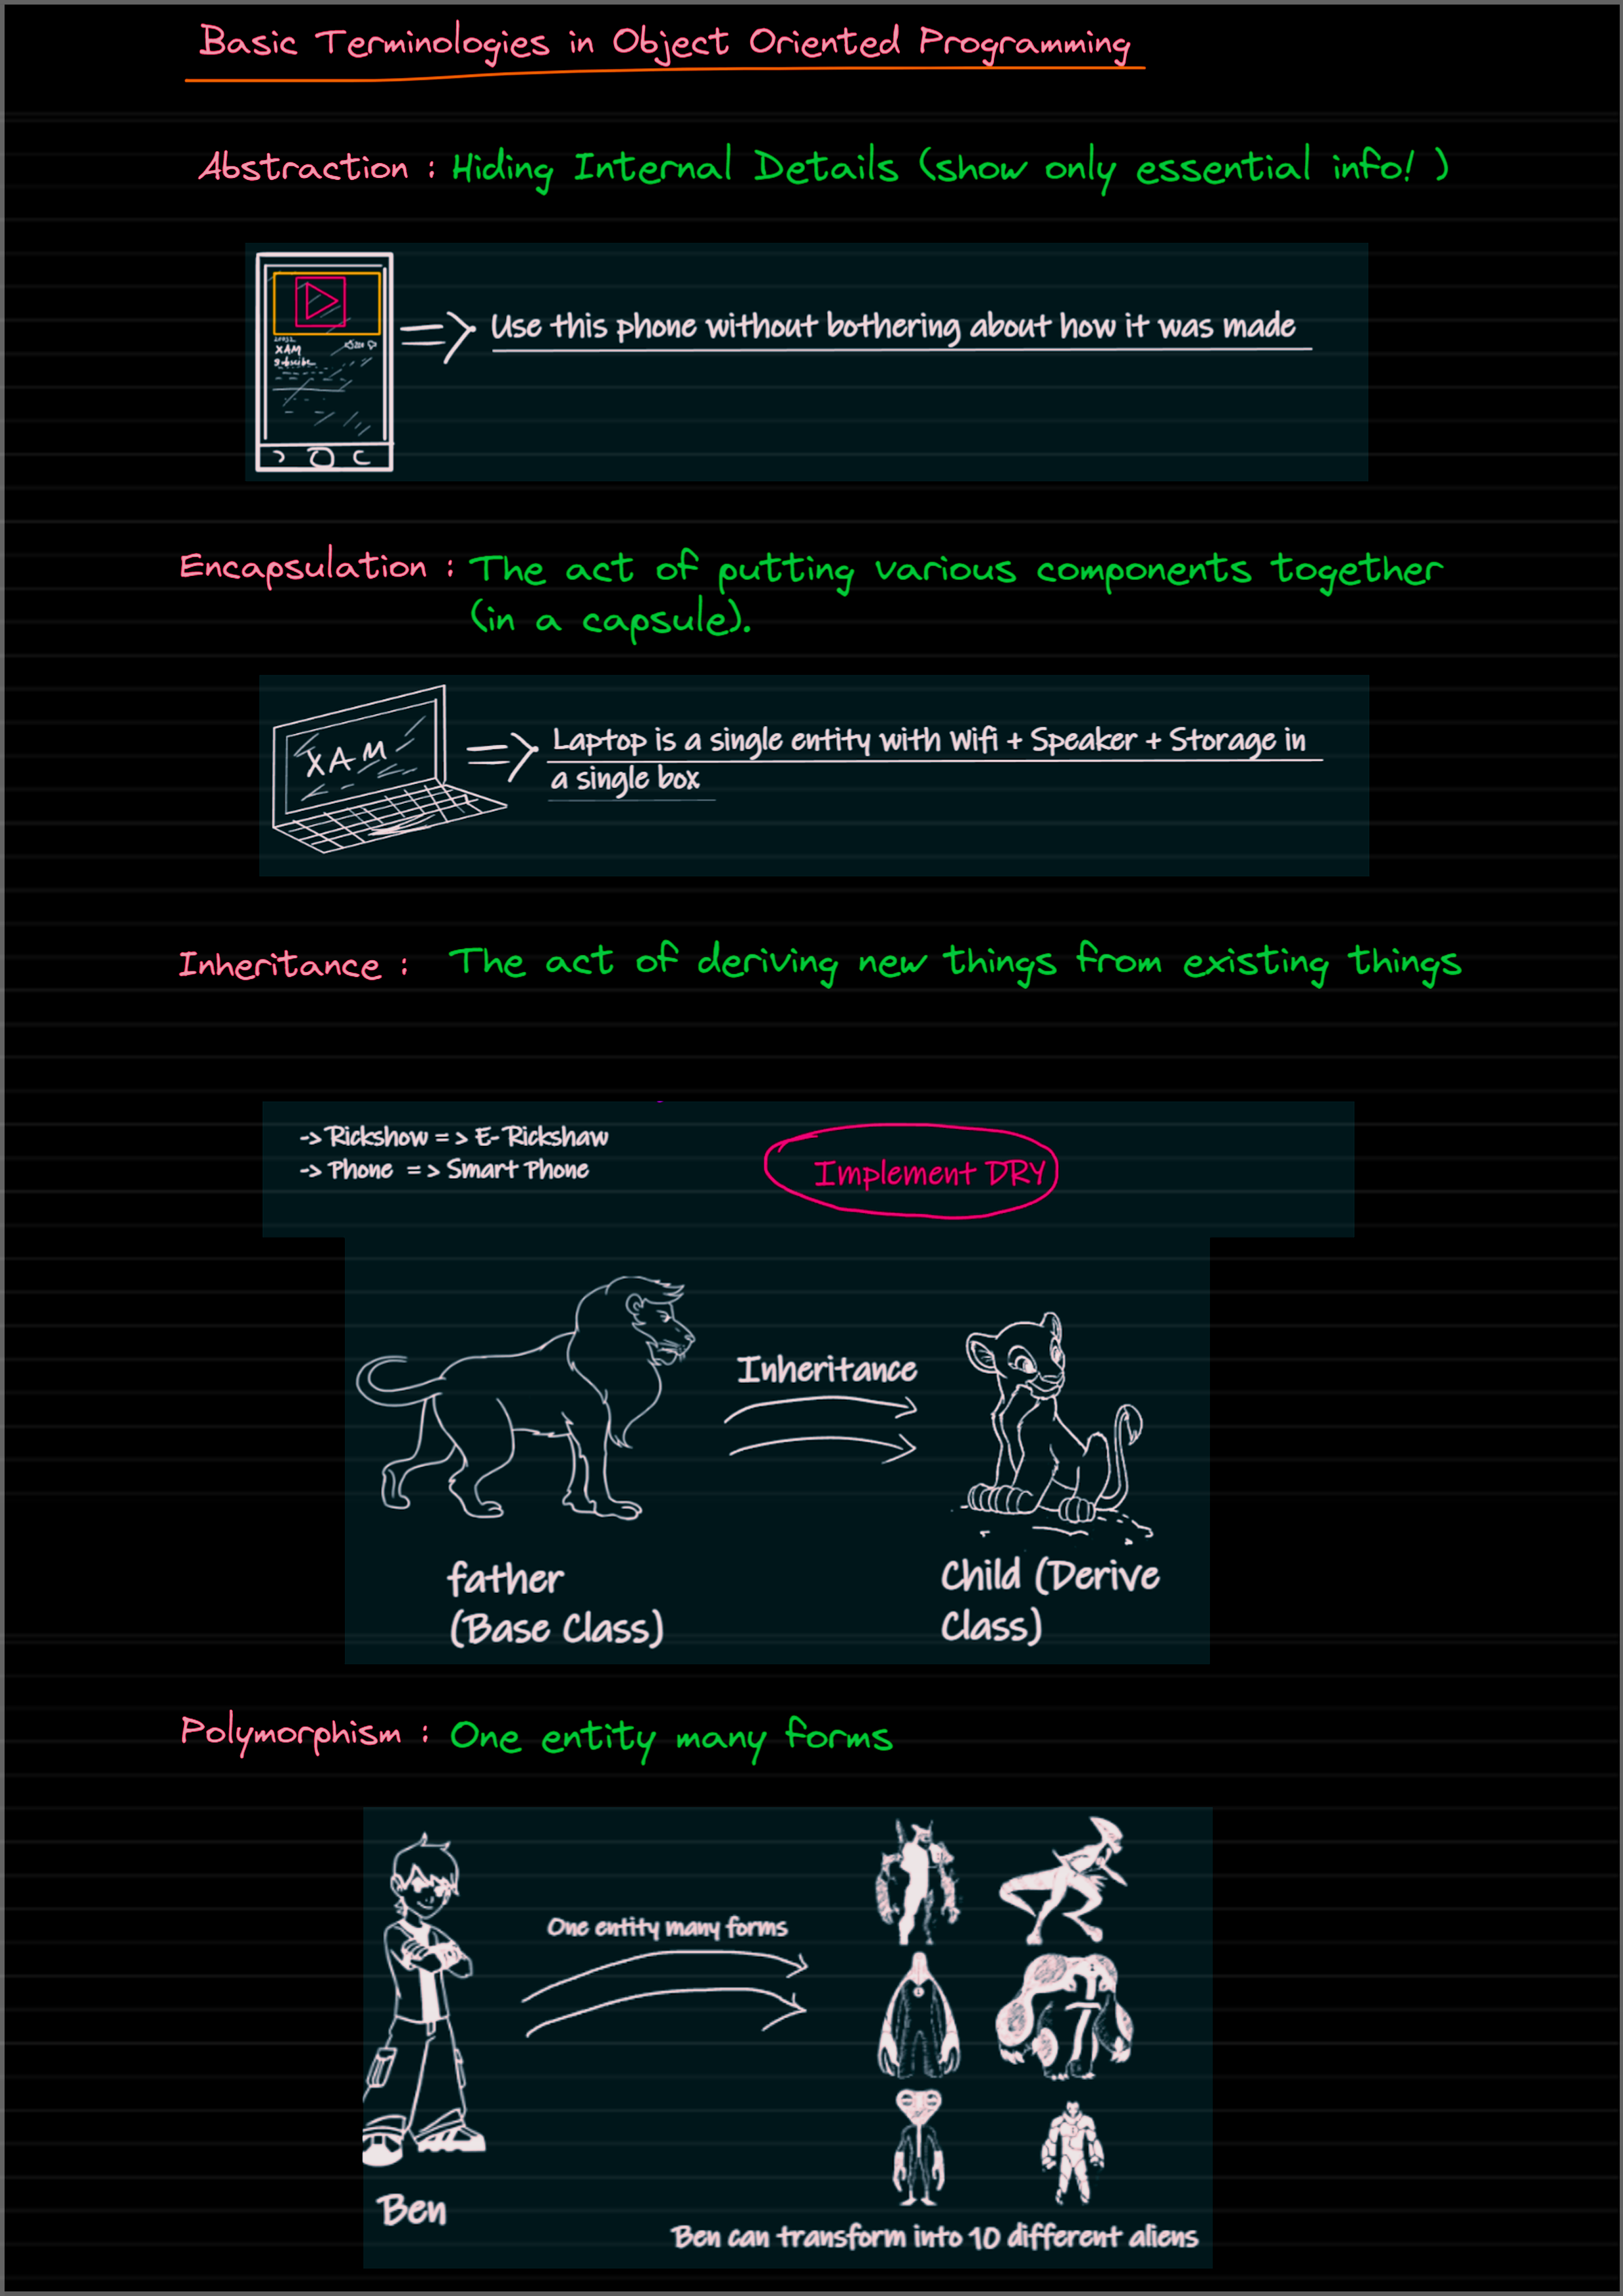 Basic Terminologies in Object Oriented Programming
Abstraction : Hiding Internal Details (show only essential info! )
XAM
Use this phone without bothering about how it was made
Encapsulation : The act of putting various components together
(in a capsule).
XAM
Laptop is a single entity with Wifi + Speaker + Storage in
a single box
Inheritance : The act of deriving new things from existing things
-> Rickshow = > E- Rickshaw
-> Phone = > Smart Phone
Implement DRY
Inheritance
father
(Base Class)
Child (Derive
Class)
Polymorphism : One entity many forms
One entity many forms
Ben
Ben can transform into 10 different aliens